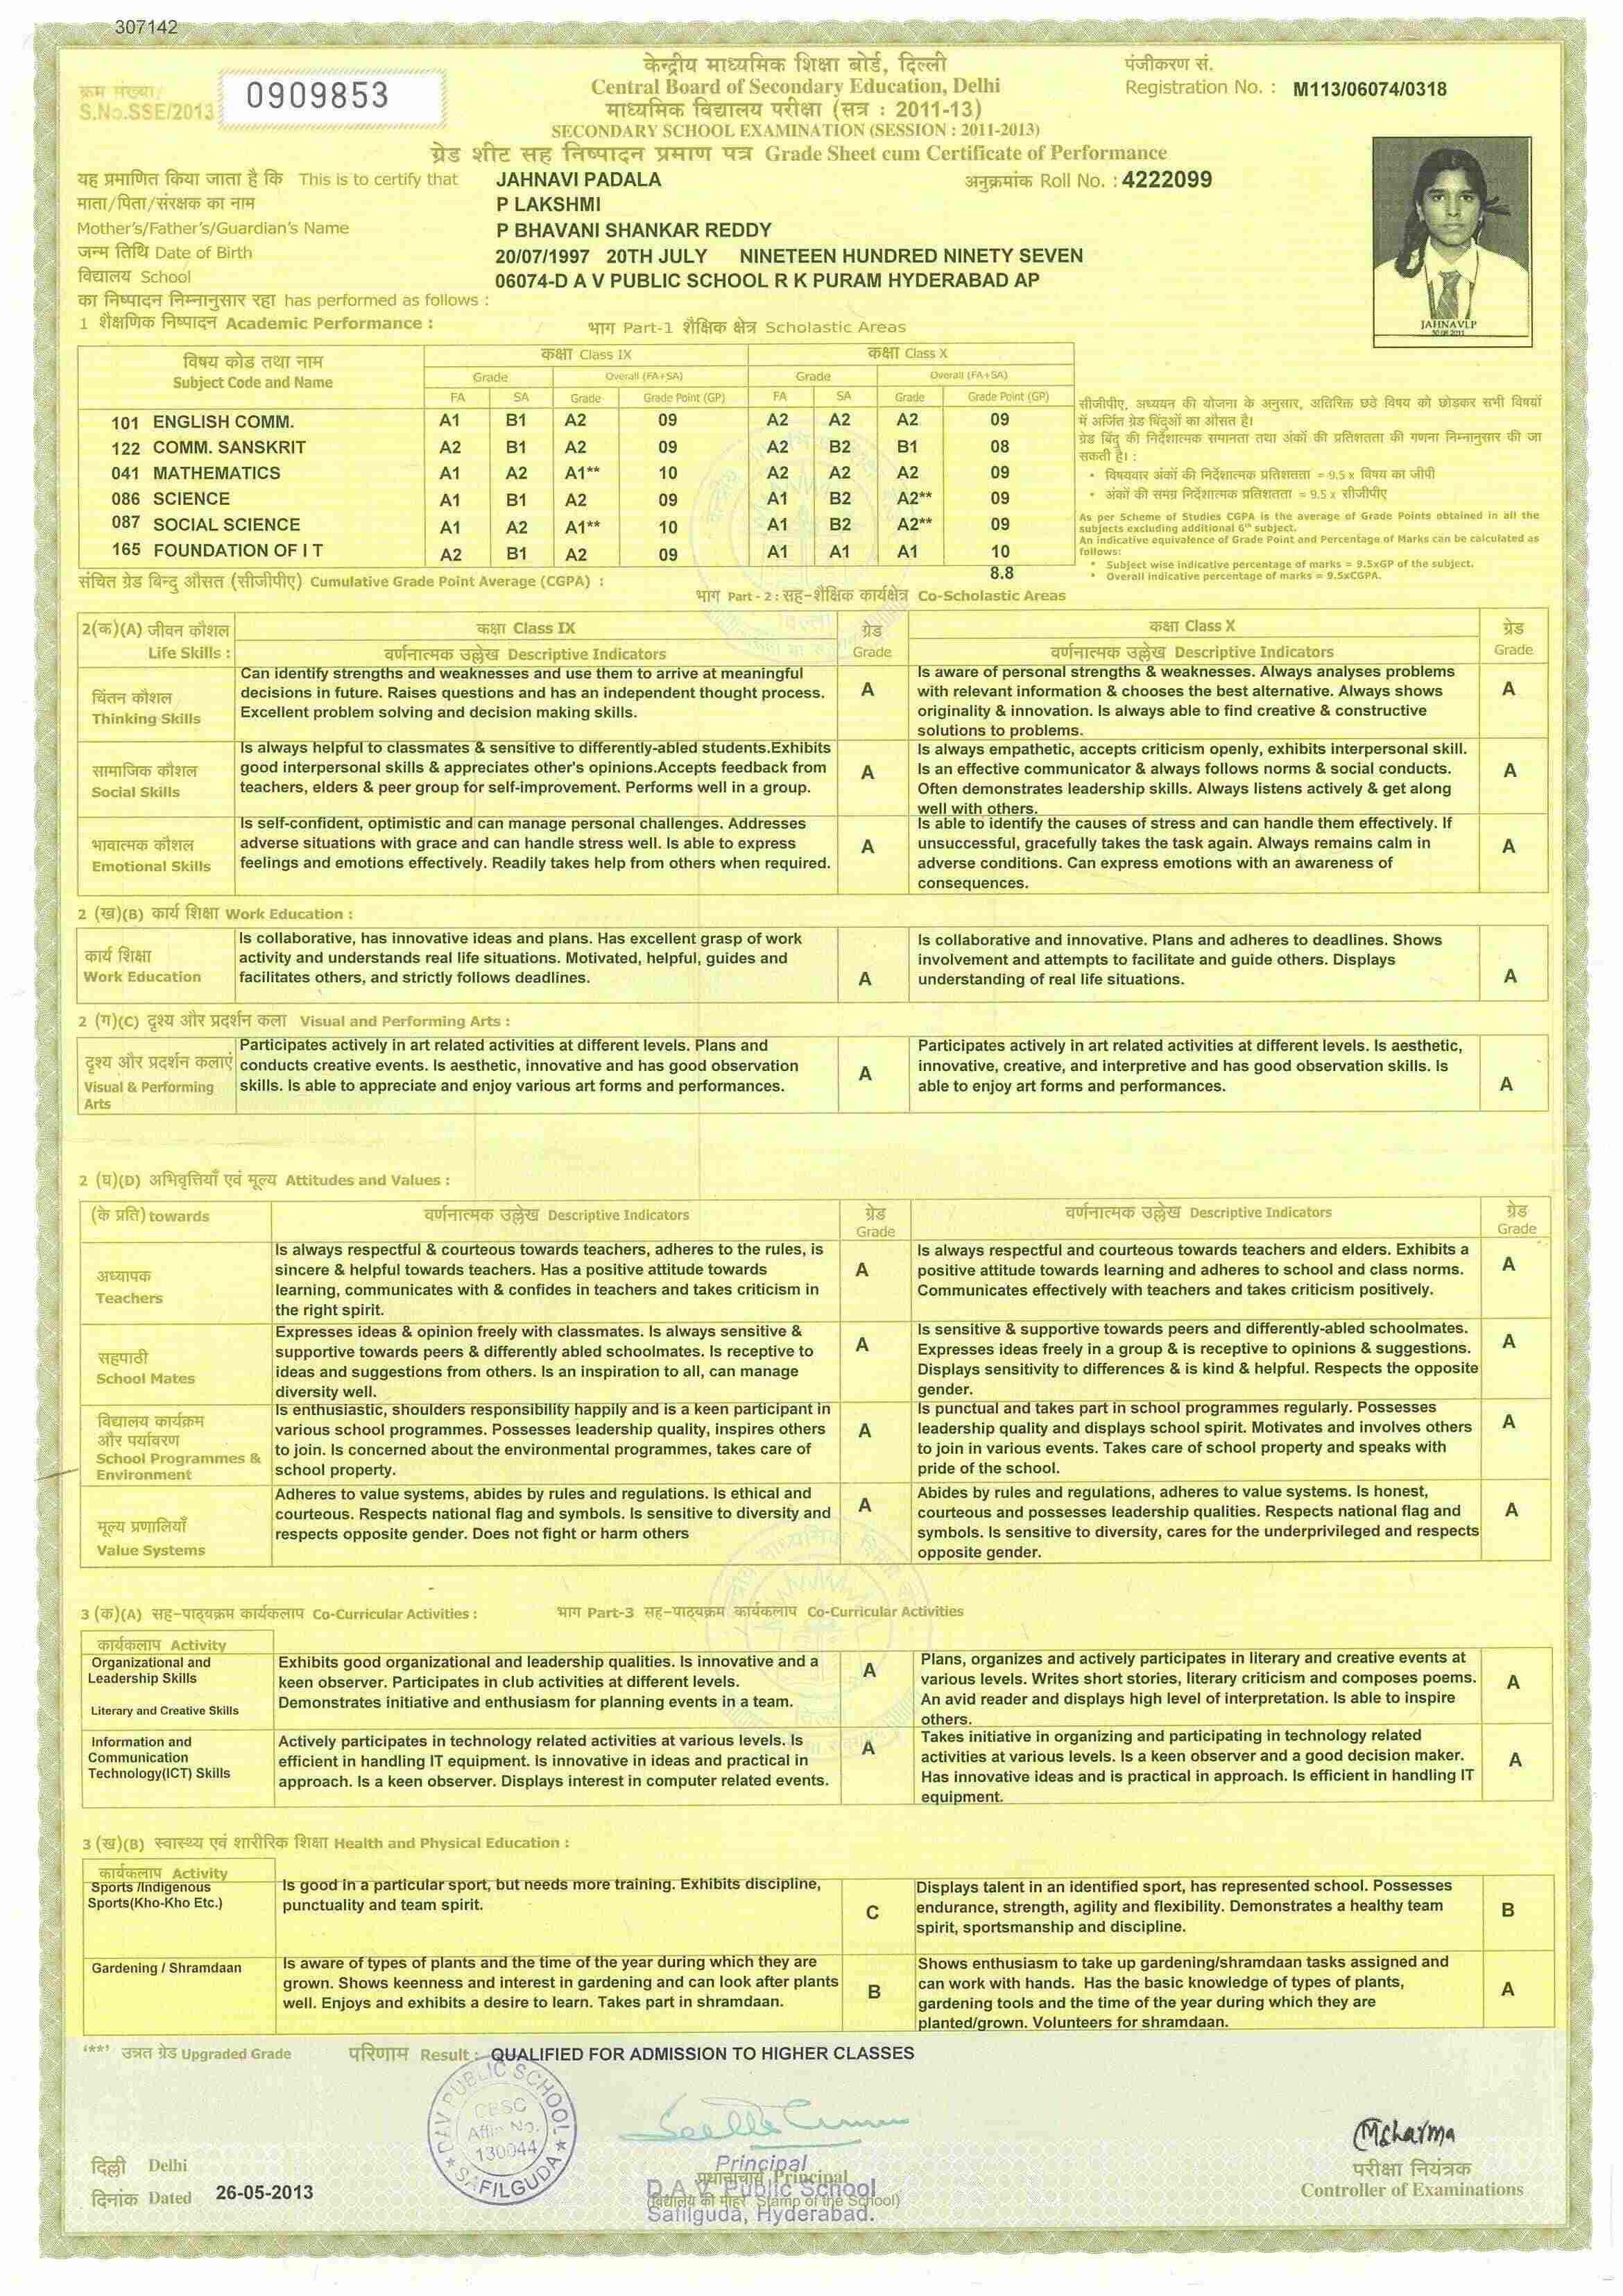 307142
क्रम संख्या/
S.No.SSE/2013 0909853
केन्द्रीय माध्यमिक शिक्षा बोर्ड, दिल्ली
Central Board of Secondary Education, Delhi
माध्यमिक विद्यालय परीक्षा (सत्र : 2011-13)
SECONDARY SCHOOL EXAMINATION (SESSION : 2011-2013)
ग्रेड शीट सह निष्पादन प्रमाण पत्र Grade Sheet cum Certificate of Performance
पंजीकरण सं.
Registration No. : M113/06074/0318
यह प्रमाणित किया जाता है कि This is to certify that JAHNAVI PADALA अनुक्रमांक Roll No. : 4222099
माता/पिता/संरक्षक का नाम P LAKSHMI
Mother's/Father's/Guardian's Name P BHAVANI SHANKAR REDDY
जन्म तिथि Date of Birth 20/07/1997 20TH JULY NINETEEN HUNDRED NINETY SEVEN
विद्यालय School 06074-D A V PUBLIC SCHOOL R K PURAM HYDERABAD AP
का निष्पादन निम्नानुसार रहा has performed as follows :
JAHNAVI.P
30.08.2011
1 शैक्षणिक निष्पादन Academic Performance : भाग Part-1 शैक्षिक क्षेत्र Scholastic Areas
विषय कोड तथा नाम
Subject Code and Name
कक्षा Class IX कक्षा Class X
Grade Overall (FA+SA) Grade Overall (FA+SA)
FA SA Grade Grade Point (GP) FA SA Grade Grade Point (GP)
101 ENGLISH COMM. A1 B1 A2 09 A2 A2 A2 09
122 COMM. SANSKRIT A2 B1 A2 09 A2 B2 B1 08
041 MATHEMATICS A1 A2 A1** 10 A2 A2 A2 09
086 SCIENCE A1 B1 A2 09 A1 B2 A2** 09
087 SOCIAL SCIENCE A1 A2 A1** 10 A1 B2 A2** 09
165 FOUNDATION OF I T A2 B1 A2 09 A1 A1 A1 10
संचित ग्रेड बिन्दु औसत (सीजीपीए) Cumulative Grade Point Average (CGPA) : 8.8
सीजीपीए, अध्ययन की योजना के अनुसार, अतिरिक्त छठे विषय को छोड़कर सभी विषयों
में अर्जित ग्रेड बिंदुओं का औसत है।
ग्रेड बिंदु की निर्देशात्मक समानता तथा अंकों की प्रतिशतता की गणना निम्नानुसार की जा
सकती है। :
• विषयवार अंकों की निर्देशात्मक प्रतिशतता = 9.5 x विषय का जीपी
• अंकों की समग्र निर्देशात्मक प्रतिशतता = 9.5 x सीजीपीए
As per Scheme of Studies CGPA is the average of Grade Points obtained in all the
subjects excluding additional 6th subject.
An indicative equivalence of Grade Point and Percentage of Marks can be calculated as
follows:
* Subject wise indicative percentage of marks = 9.5xGP of the subject.
* Overall indicative percentage of marks = 9.5xCGPA.
भाग Part - 2 : सह-शैक्षिक कार्यक्षेत्र Co-Scholastic Areas
2(क)(A) जीवन कौशल
Life Skills :
कक्षा Class IX
वर्णनात्मक उल्लेख Descriptive Indicators
ग्रेड
Grade
कक्षा Class X
वर्णनात्मक उल्लेख Descriptive Indicators
ग्रेड
Grade
चिंतन कौशल
Thinking Skills
Can identify strengths and weaknesses and use them to arrive at meaningful
decisions in future. Raises questions and has an independent thought process.
Excellent problem solving and decision making skills.
A
Is aware of personal strengths & weaknesses. Always analyses problems
with relevant information & chooses the best alternative. Always shows
originality & innovation. Is always able to find creative & constructive
solutions to problems.
A
सामाजिक कौशल
Social Skills
Is always helpful to classmates & sensitive to differently-abled students.Exhibits
good interpersonal skills & appreciates other's opinions.Accepts feedback from
teachers, elders & peer group for self-improvement. Performs well in a group.
A
Is always empathetic, accepts criticism openly, exhibits interpersonal skill.
Is an effective communicator & always follows norms & social conducts.
Often demonstrates leadership skills. Always listens actively & get along
well with others.
A
भावात्मक कौशल
Emotional Skills
Is self-confident, optimistic and can manage personal challenges. Addresses
adverse situations with grace and can handle stress well. Is able to express
feelings and emotions effectively. Readily takes help from others when required.
A
Is able to identify the causes of stress and can handle them effectively. If
unsuccessful, gracefully takes the task again. Always remains calm in
adverse conditions. Can express emotions with an awareness of
consequences.
A
2 (ख)(B) कार्य शिक्षा Work Education :
कार्य शिक्षा
Work Education
Is collaborative, has innovative ideas and plans. Has excellent grasp of work
activity and understands real life situations. Motivated, helpful, guides and
facilitates others, and strictly follows deadlines.
A
Is collaborative and innovative. Plans and adheres to deadlines. Shows
involvement and attempts to facilitate and guide others. Displays
understanding of real life situations.
A
2 (ग)(C) दृश्य और प्रदर्शन कला Visual and Performing Arts :
दृश्य और प्रदर्शन कलाएं
Visual & Performing
Arts
Participates actively in art related activities at different levels. Plans and
conducts creative events. Is aesthetic, innovative and has good observation
skills. Is able to appreciate and enjoy various art forms and performances.
A
Participates actively in art related activities at different levels. Is aesthetic,
innovative, creative, and interpretive and has good observation skills. Is
able to enjoy art forms and performances.
A
2 (घ)(D) अभिवृत्तियाँ एवं मूल्य Attitudes and Values :
(के प्रति) towards
वर्णनात्मक उल्लेख Descriptive Indicators
ग्रेड
Grade
वर्णनात्मक उल्लेख Descriptive Indicators
ग्रेड
Grade
अध्यापक
Teachers
Is always respectful & courteous towards teachers, adheres to the rules, is
sincere & helpful towards teachers. Has a positive attitude towards
learning, communicates with & confides in teachers and takes criticism in
the right spirit.
A
Is always respectful and courteous towards teachers and elders. Exhibits a
positive attitude towards learning and adheres to school and class norms.
Communicates effectively with teachers and takes criticism positively.
A
सहपाठी
School Mates
Expresses ideas & opinion freely with classmates. Is always sensitive &
supportive towards peers & differently abled schoolmates. Is receptive to
ideas and suggestions from others. Is an inspiration to all, can manage
diversity well.
A
Is sensitive & supportive towards peers and differently-abled schoolmates.
Expresses ideas freely in a group & is receptive to opinions & suggestions.
Displays sensitivity to differences & is kind & helpful. Respects the opposite
gender.
A
विद्यालय कार्यक्रम
और पर्यावरण
School Programmes &
Environment
Is enthusiastic, shoulders responsibility happily and is a keen participant in
various school programmes. Possesses leadership quality, inspires others
to join. Is concerned about the environmental programmes, takes care of
school property.
A
Is punctual and takes part in school programmes regularly. Possesses
leadership quality and displays school spirit. Motivates and involves others
to join in various events. Takes care of school property and speaks with
pride of the school.
A
मूल्य प्रणालियाँ
Value Systems
Adheres to value systems, abides by rules and regulations. Is ethical and
courteous. Respects national flag and symbols. Is sensitive to diversity and
respects opposite gender. Does not fight or harm others
A
Abides by rules and regulations, adheres to value systems. Is honest,
courteous and possesses leadership qualities. Respects national flag and
symbols. Is sensitive to diversity, cares for the underprivileged and respects
opposite gender.
A
3 (क)(A) सह-पाठ्यक्रम कार्यकलाप Co-Curricular Activities : भाग Part-3 सह-पाठ्यक्रम कार्यकलाप Co-Curricular Activities
कार्यकलाप Activity
Organizational and
Leadership Skills
Literary and Creative Skills
Exhibits good organizational and leadership qualities. Is innovative and a
keen observer. Participates in club activities at different levels.
Demonstrates initiative and enthusiasm for planning events in a team.
A
Plans, organizes and actively participates in literary and creative events at
various levels. Writes short stories, literary criticism and composes poems.
An avid reader and displays high level of interpretation. Is able to inspire
others.
A
Information and
Communication
Technology(ICT) Skills
Actively participates in technology related activities at various levels. Is
efficient in handling IT equipment. Is innovative in ideas and practical in
approach. Is a keen observer. Displays interest in computer related events.
A
Takes initiative in organizing and participating in technology related
activities at various levels. Is a keen observer and a good decision maker.
Has innovative ideas and is practical in approach. Is efficient in handling IT
equipment.
A
3 (ख)(B) स्वास्थ्य एवं शारीरिक शिक्षा Health and Physical Education :
कार्यकलाप Activity
Sports /Indigenous
Sports(Kho-Kho Etc.)
Is good in a particular sport, but needs more training. Exhibits discipline,
punctuality and team spirit.
C
Displays talent in an identified sport, has represented school. Possesses
endurance, strength, agility and flexibility. Demonstrates a healthy team
spirit, sportsmanship and discipline.
B
Gardening / Shramdaan
Is aware of types of plants and the time of the year during which they are
grown. Shows keenness and interest in gardening and can look after plants
well. Enjoys and exhibits a desire to learn. Takes part in shramdaan.
B
Shows enthusiasm to take up gardening/shramdaan tasks assigned and
can work with hands. Has the basic knowledge of types of plants,
gardening tools and the time of the year during which they are
planted/grown. Volunteers for shramdaan.
A
'**' उन्नत ग्रेड Upgraded Grade परिणाम Result : QUALIFIED FOR ADMISSION TO HIGHER CLASSES
DAV PUBLIC SCHOOL
CBSC
Affin No.
130044
SAFILGUDA
Principal
प्रधानाचार्य Principal
D.A.V. Public School
(विद्यालय की मोहर Stamp of the School)
Safilguda, Hyderabad.
दिल्ली Delhi
दिनांक Dated 26-05-2013
MSharma
परीक्षा नियंत्रक
Controller of Examinations